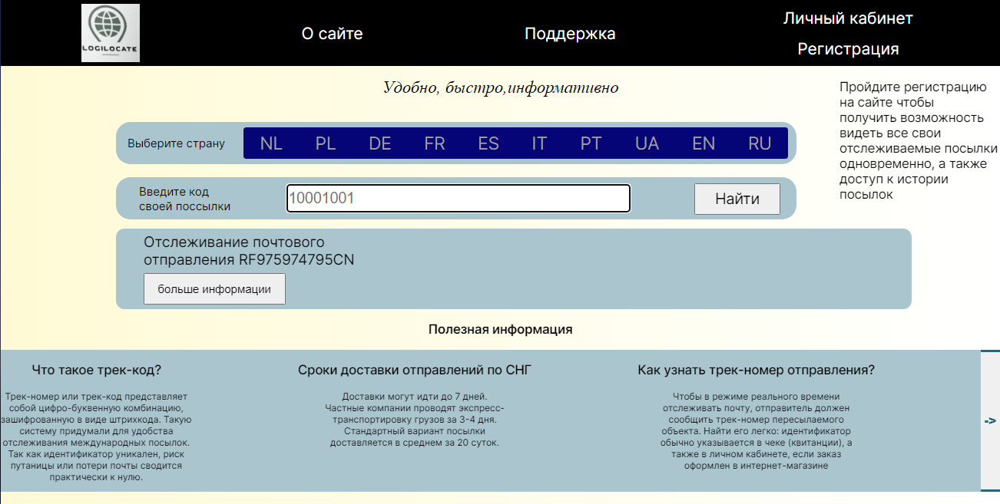 LOGILOCATE
О сайте
Поддержка
Личный кабинет
Регистрация
Удобно, быстро,информативно
Пройдите регистрацию
на сайте чтобы
получить возможность
видеть все свои
отслеживаемые посылки
одновременно, а также
доступ к истории
посылок
Выберите страну
NL PL DE FR ES IT PT UA EN RU
Введите код
своей поссылки
10001001
Найти
Отслеживание почтового
отправления RF975974795CN
больше информации
Полезная информация
Что такое трек-код?
Трек-номер или трек-код представляет
собой цифро-буквенную комбинацию,
зашифрованную в виде штрихкода. Такую
систему придумали для удобства
отслеживания международных посылок.
Так как идентификатор уникален, риск
путаницы или потери почты сводится
практически к нулю.
Сроки доставки отправлений по СНГ
Доставки могут идти до 7 дней.
Частные компании проводят экспресс-
транспортировку грузов за 3-4 дня.
Стандартный вариант посылки
доставляется в среднем за 20 суток.
Как узнать трек-номер отправления?
Чтобы в режиме реального времени
отслеживать почту, отправитель должен
сообщить трек-номер пересылаемого
объекта. Найти его легко: идентификатор
обычно указывается в чеке (квитанции), а
также в личном кабинете, если заказ
оформлен в интернет-магазине
->